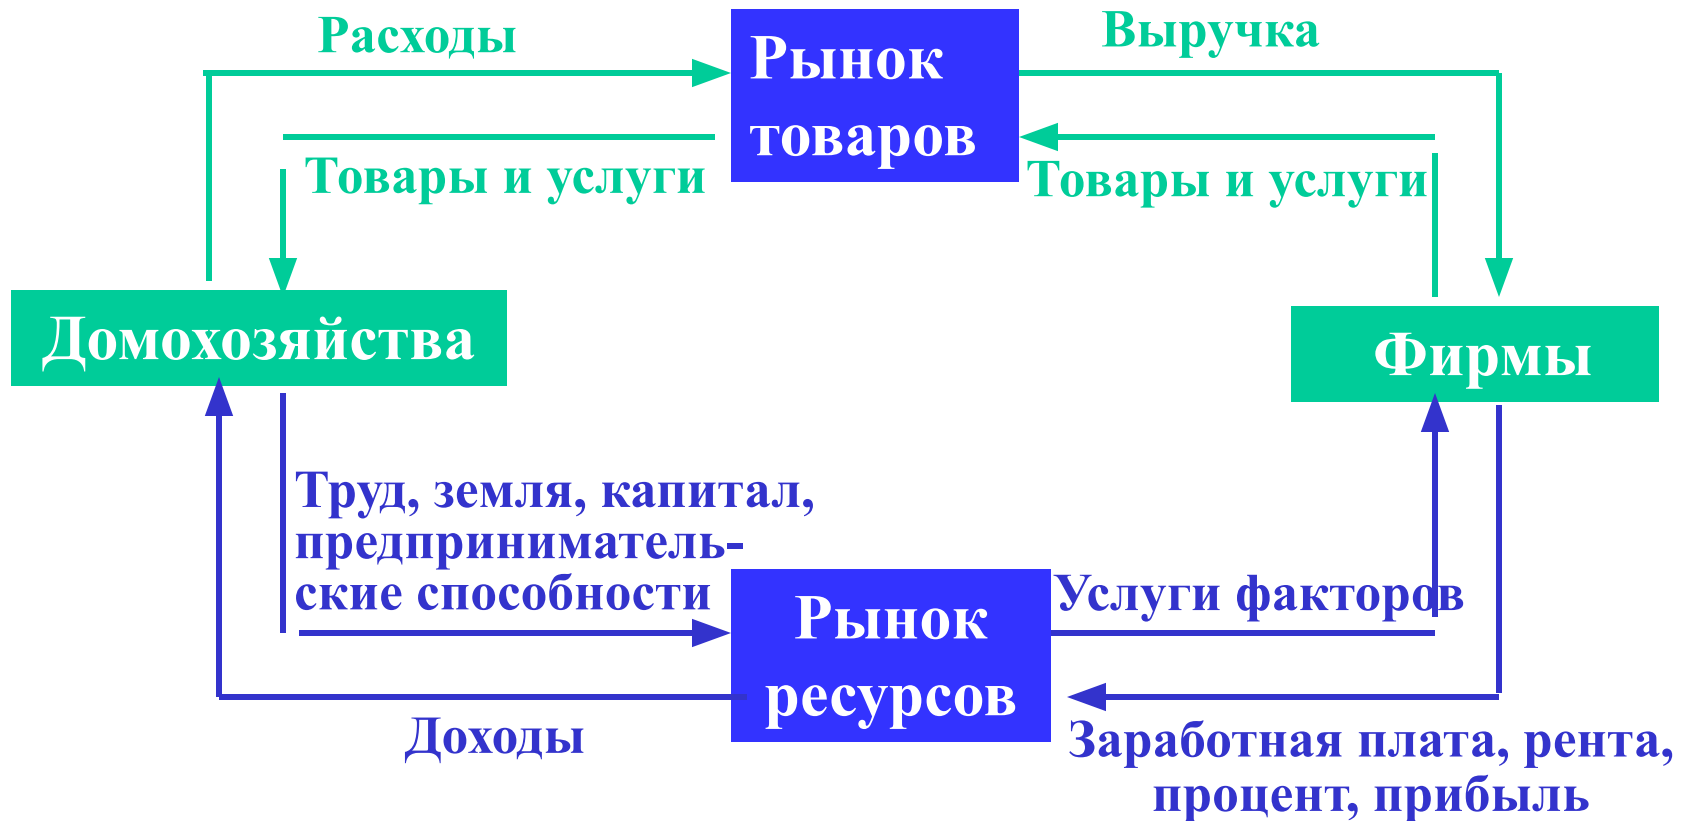 Расходы
Рынок
товаров
Выручка
Товары и услуги
Товары и услуги
Домохозяйства
Фирмы
Труд, земля, капитал,
предприниматель-
ские способности
Рынок
ресурсов
Услуги факторов
Доходы
Заработная плата, рента,
процент, прибыль